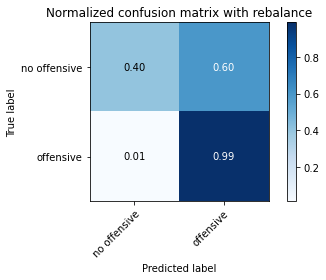 Normalized confusion matrix with rebalance
True label
no offensive
offensive
0.40 0.60
0.01 0.99
no offensive
offensive
Predicted label
0.8
0.6
0.4
0.2